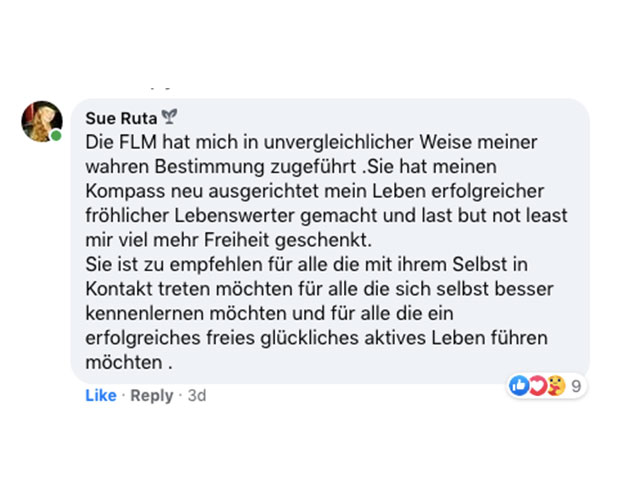 Sue Ruta
Die FLM hat mich in unvergleichlicher Weise meiner
wahren Bestimmung zugeführt .Sie hat meinen
Kompass neu ausgerichtet mein Leben erfolgreicher
fröhlicher Lebenswerter gemacht und last but not least
mir viel mehr Freiheit geschenkt.
Sie ist zu empfehlen für alle die mit ihrem Selbst in
Kontakt treten möchten für alle die sich selbst besser
kennenlernen möchten und für alle die ein
erfolgreiches freies glückliches aktives Leben führen
möchten .
Like · Reply · 3d
9